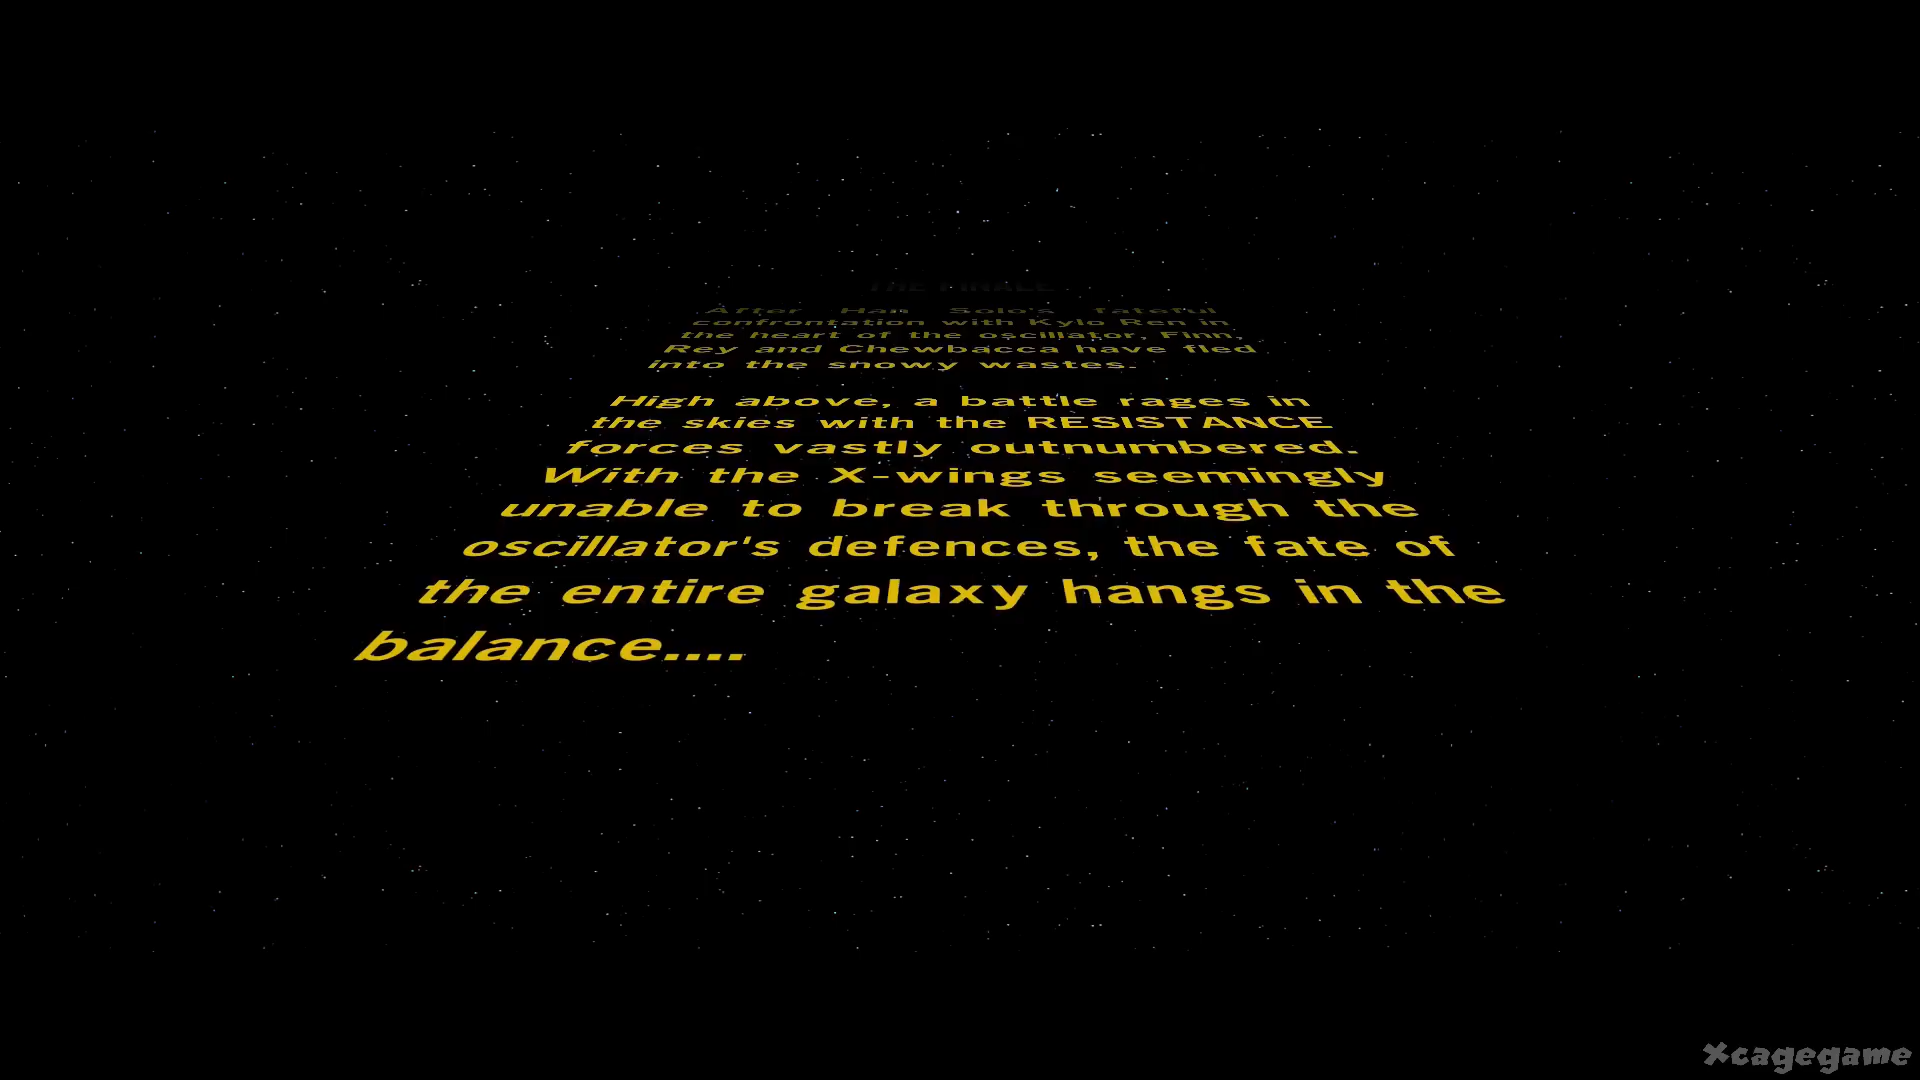 THE FINALE
After Han Solo's fateful
confrontation with Kylo Ren in
the heart of the oscillator, Finn,
Rey and Chewbacca have fled
into the snowy wastes.
High above, a battle rages in
the skies with the RESISTANCE
forces vastly outnumbered.
With the X-wings seemingly
unable to break through the
oscillator's defences, the fate of
the entire galaxy hangs in the
balance....
Xcagegame